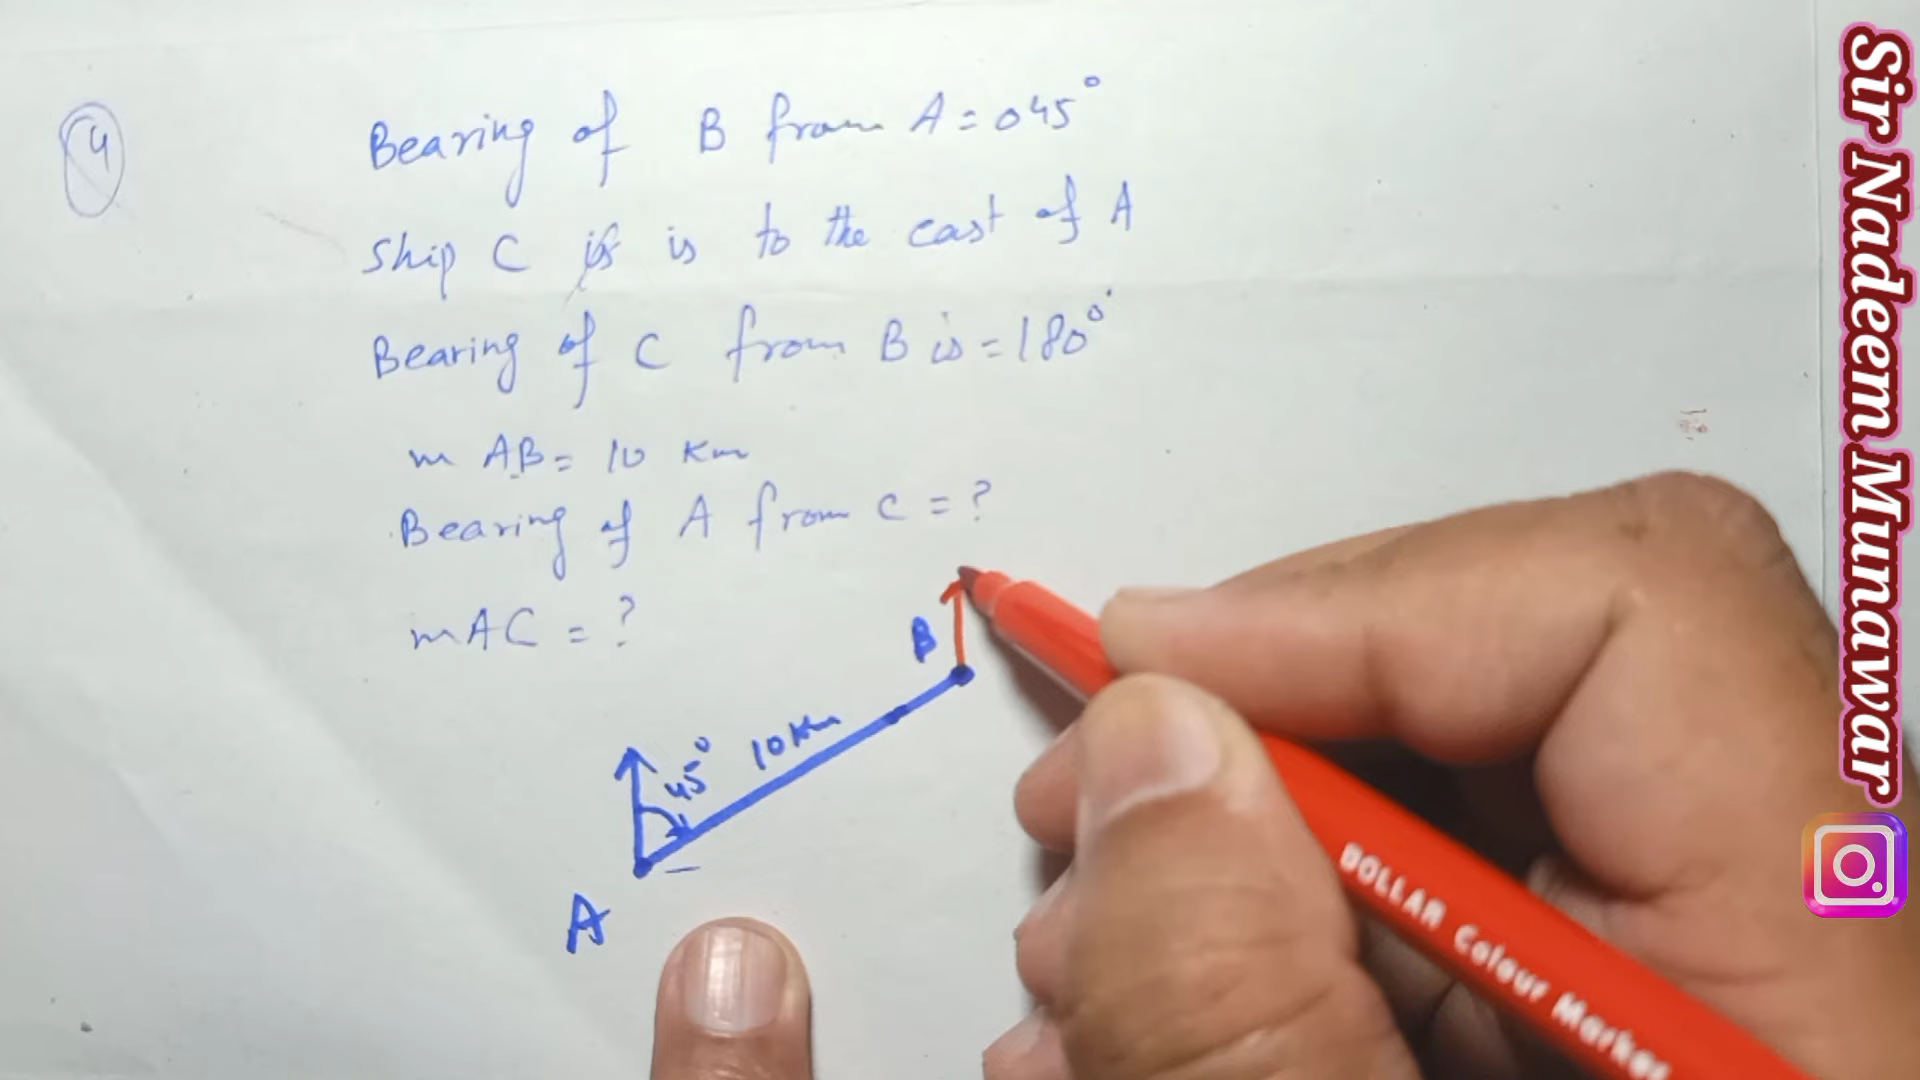 4
Bearing of B from A = 045°
Ship C is is to the east of A
Bearing of C from B is = 180°
m AB = 10 Km
Bearing of A from C = ?
mAC = ?
B
45° 10 Km
A
DOLLAR Colour Marker
Sir Nadeem Munawar